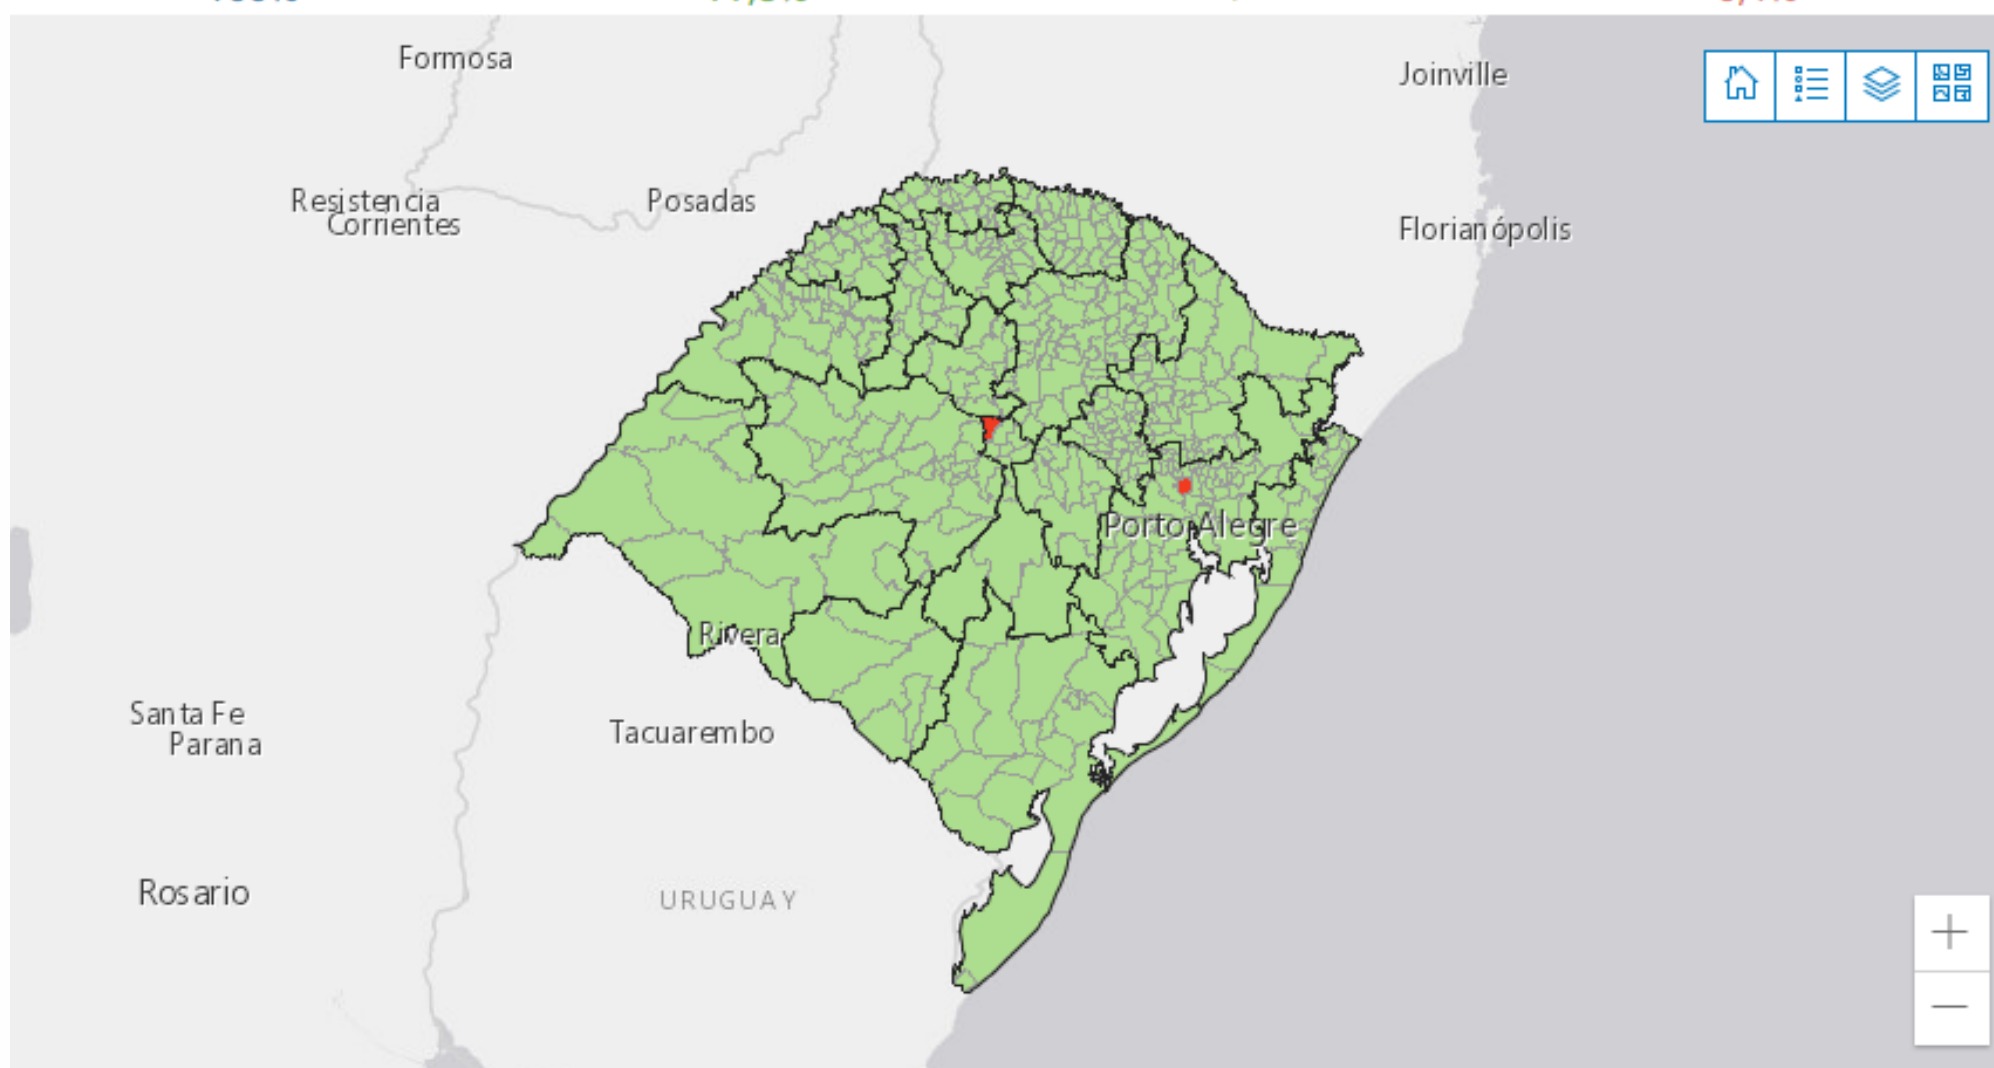 Formosa
Joinville
Resistencia
Posadas
Corrientes
Florianópolis
Porto Alegre
Rivera
Santa Fe
Tacuarembo
Parana
Rosario
URUGUAY